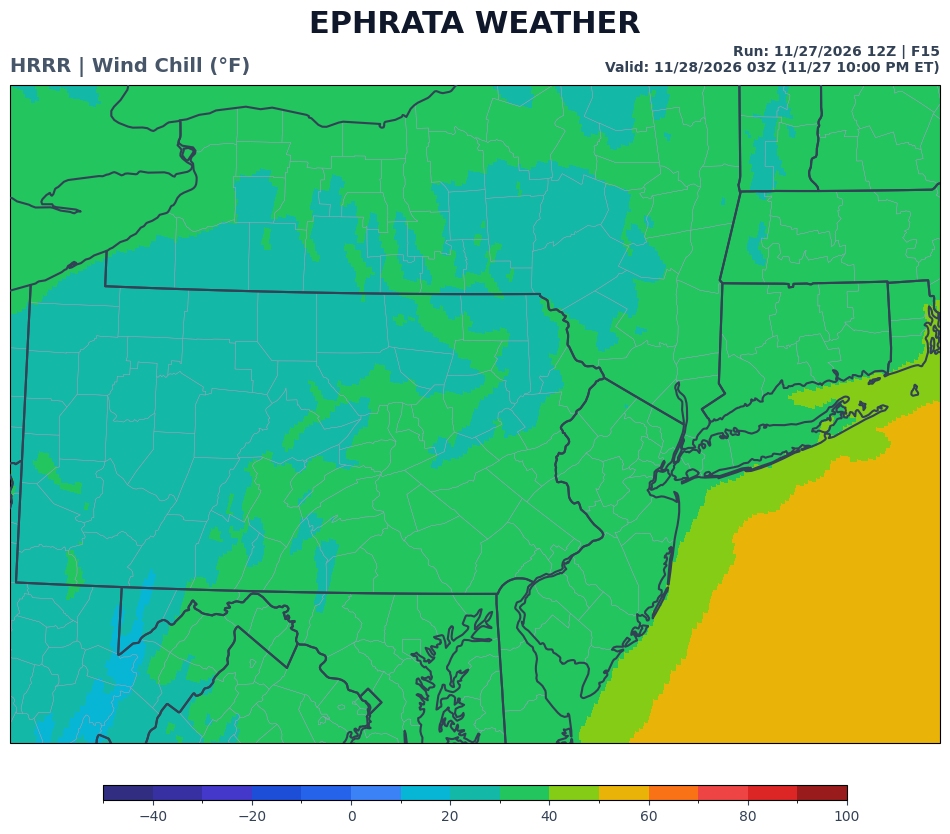 EPHRATA WEATHER
HRRR | Wind Chill (°F)
Run: 11/27/2026 12Z | F15
Valid: 11/28/2026 03Z (11/27 10:00 PM ET)
−40 −20 0 20 40 60 80 100